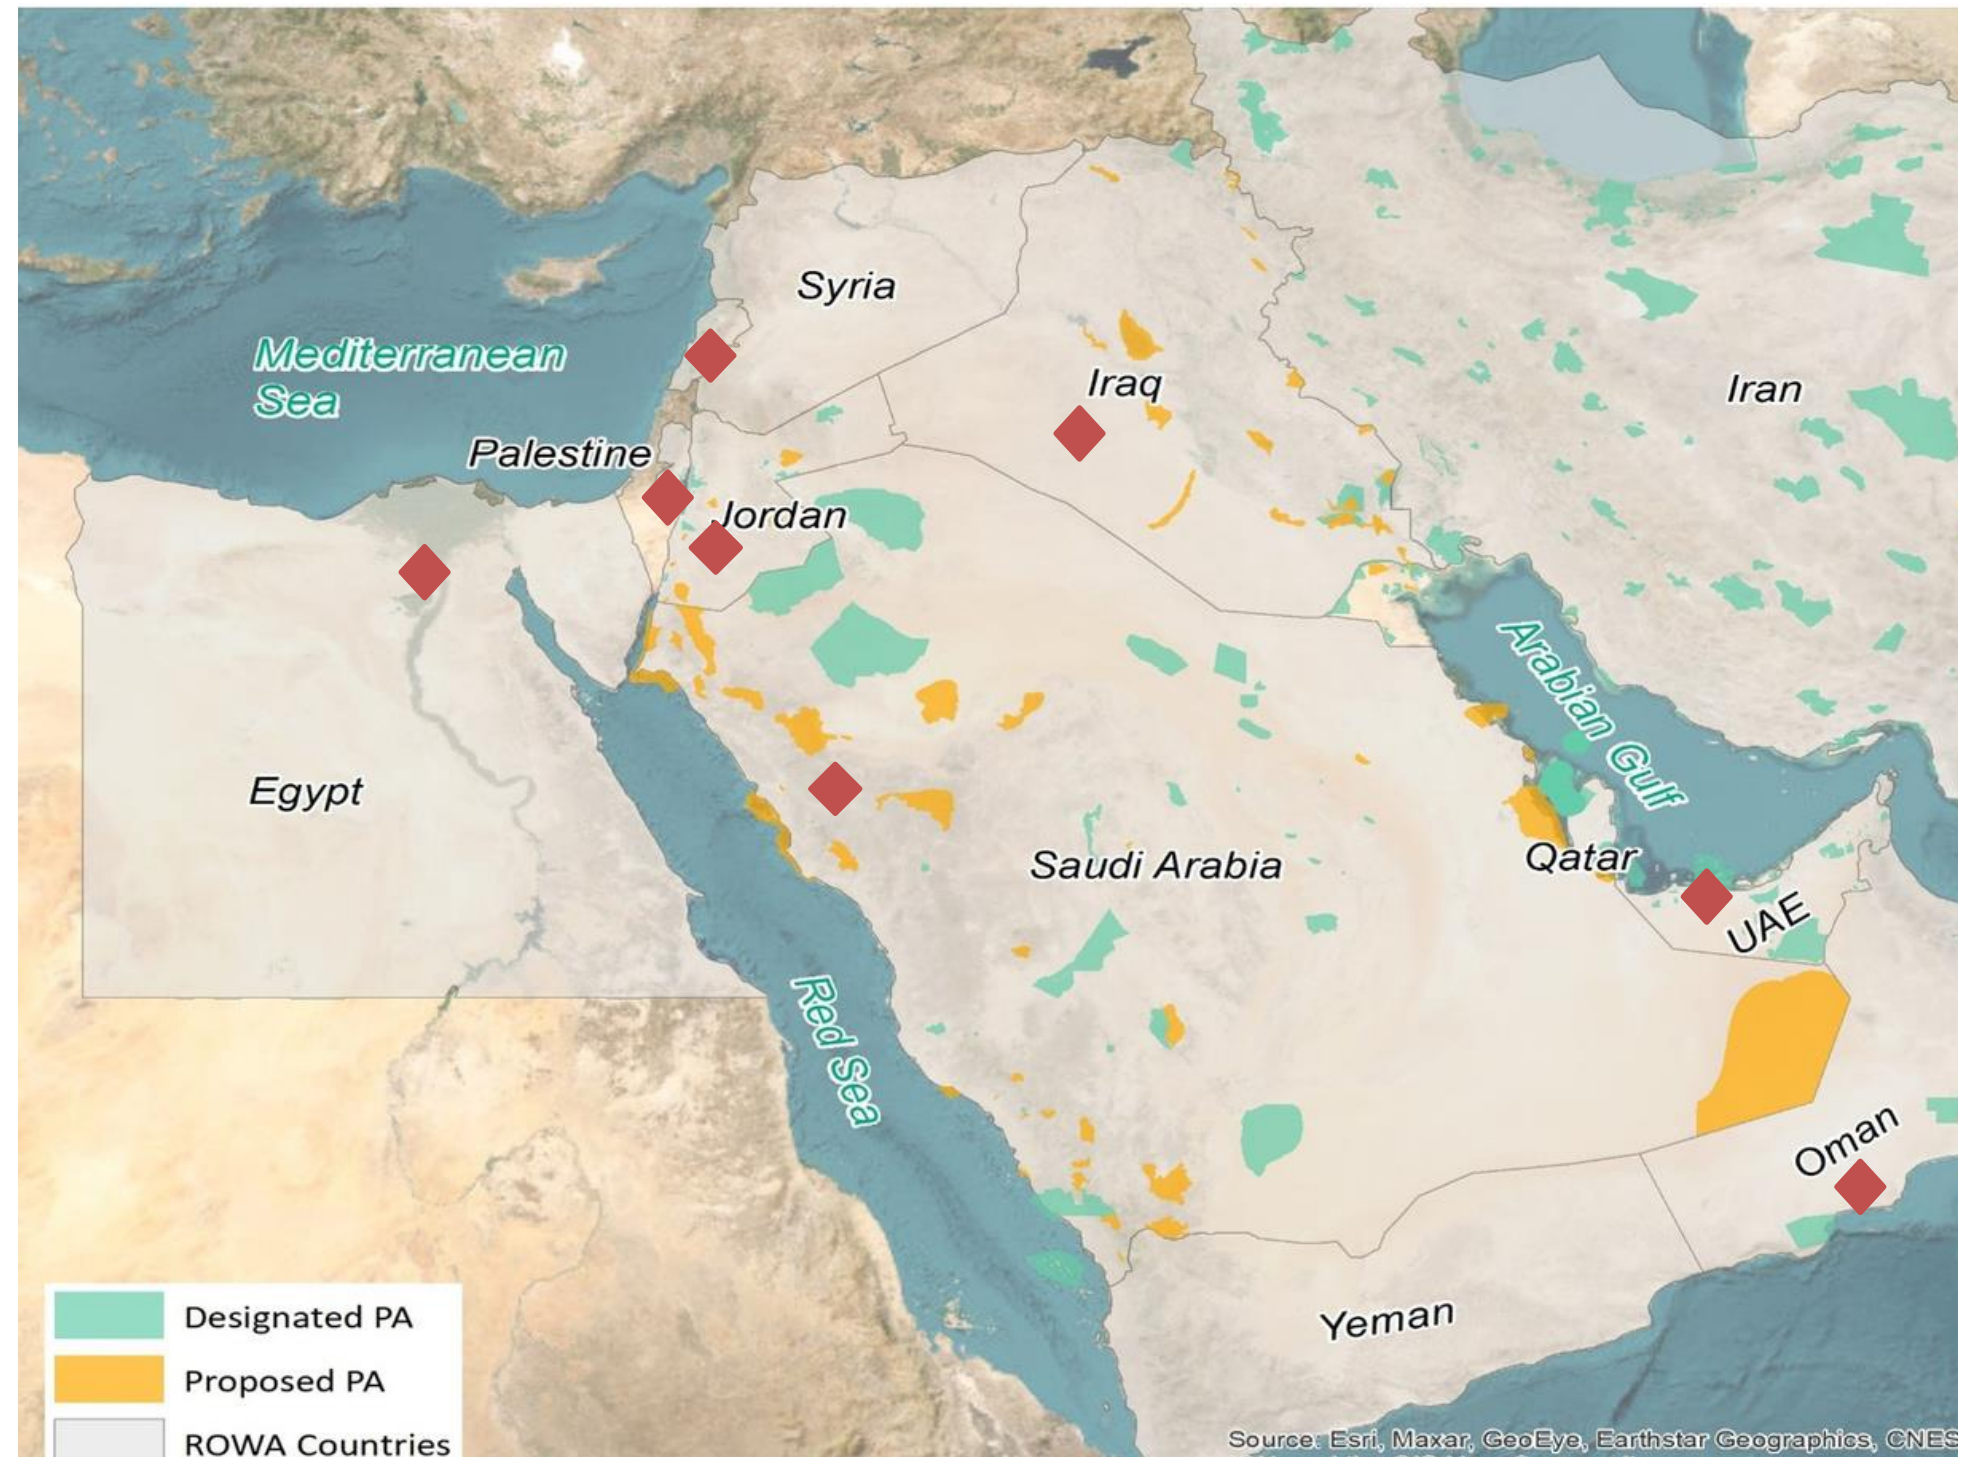 Syria
Mediterranean
Sea
Iraq
Iran
Palestine
Jordan
Arabian Gulf
Egypt
Saudi Arabia
Qatar
UAE
Red Sea
Oman
Yeman
Designated PA
Proposed PA
ROWA Countries
Source: Esri, Maxar, GeoEye, Earthstar Geographics, CNES